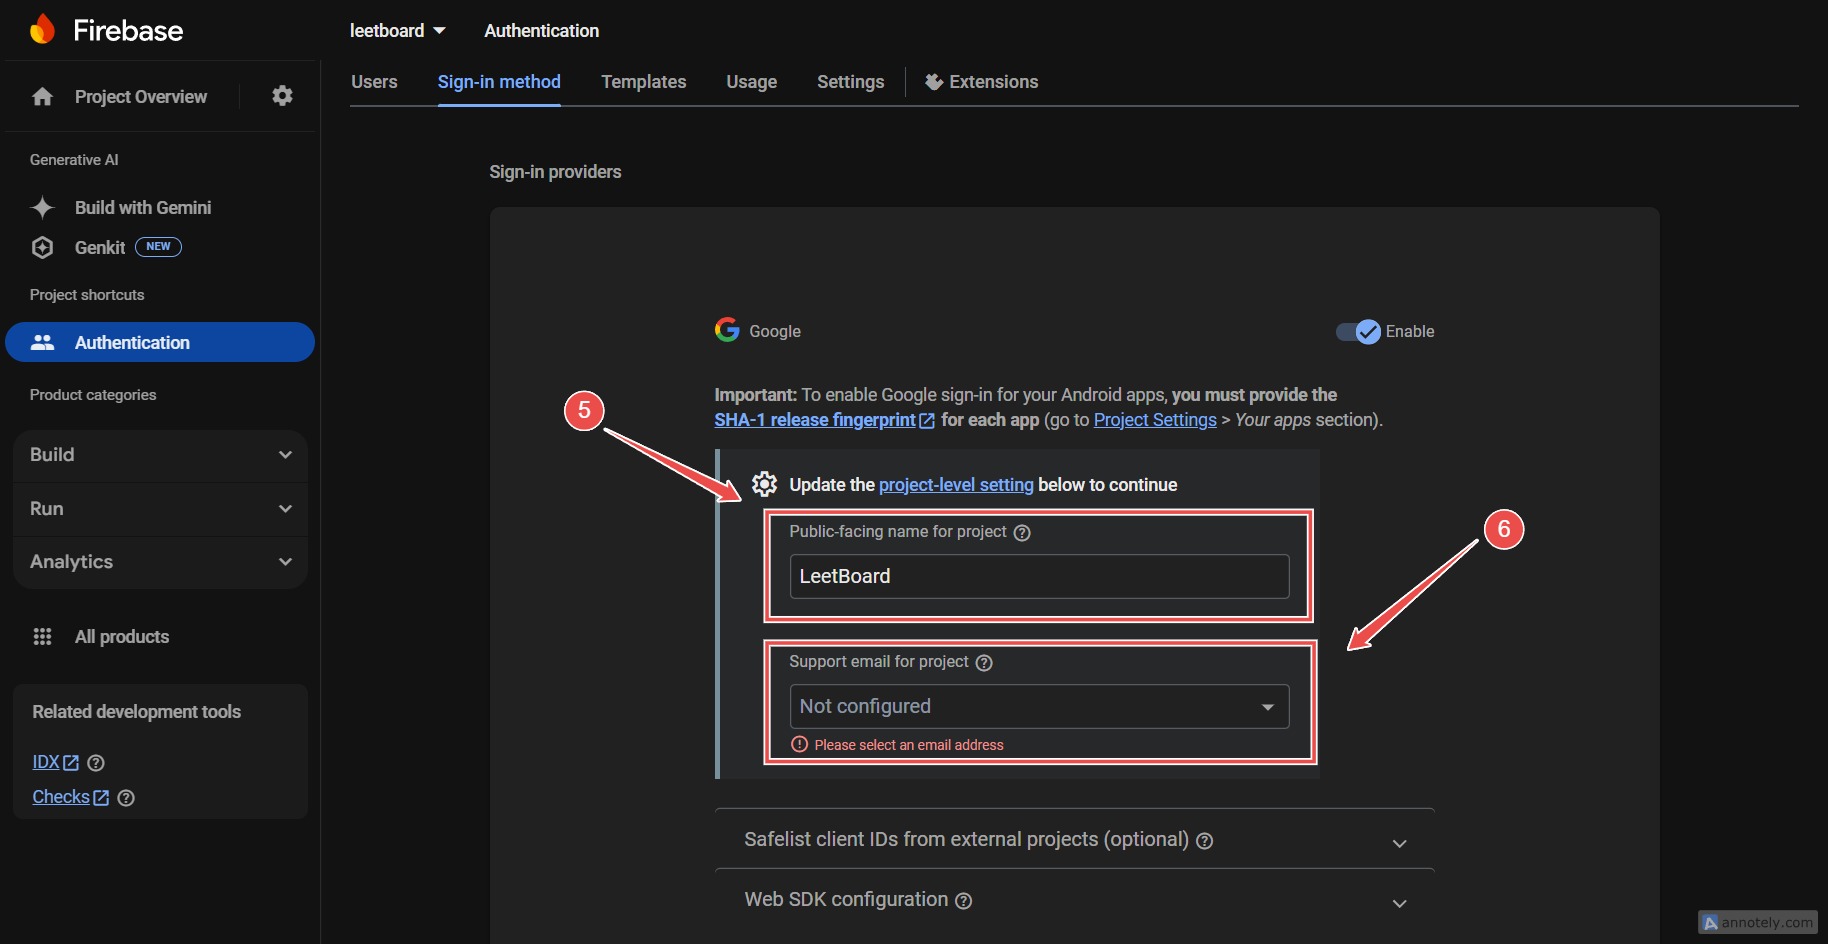 Firebase
leetboard
Authentication
Project Overview
Users
Sign-in method
Templates
Usage
Settings
Extensions
Generative AI
Build with Gemini
Genkit NEW
Project shortcuts
Authentication
Product categories
Build
Run
Analytics
All products
Related development tools
IDX
Checks
Sign-in providers
Google
Enable
Important: To enable Google sign-in for your Android apps, you must provide the
SHA-1 release fingerprint for each app (go to Project Settings > Your apps section).
5
Update the project-level setting below to continue
Public-facing name for project
LeetBoard
6
Support email for project
Not configured
Please select an email address
Safelist client IDs from external projects (optional)
Web SDK configuration
annotely.com